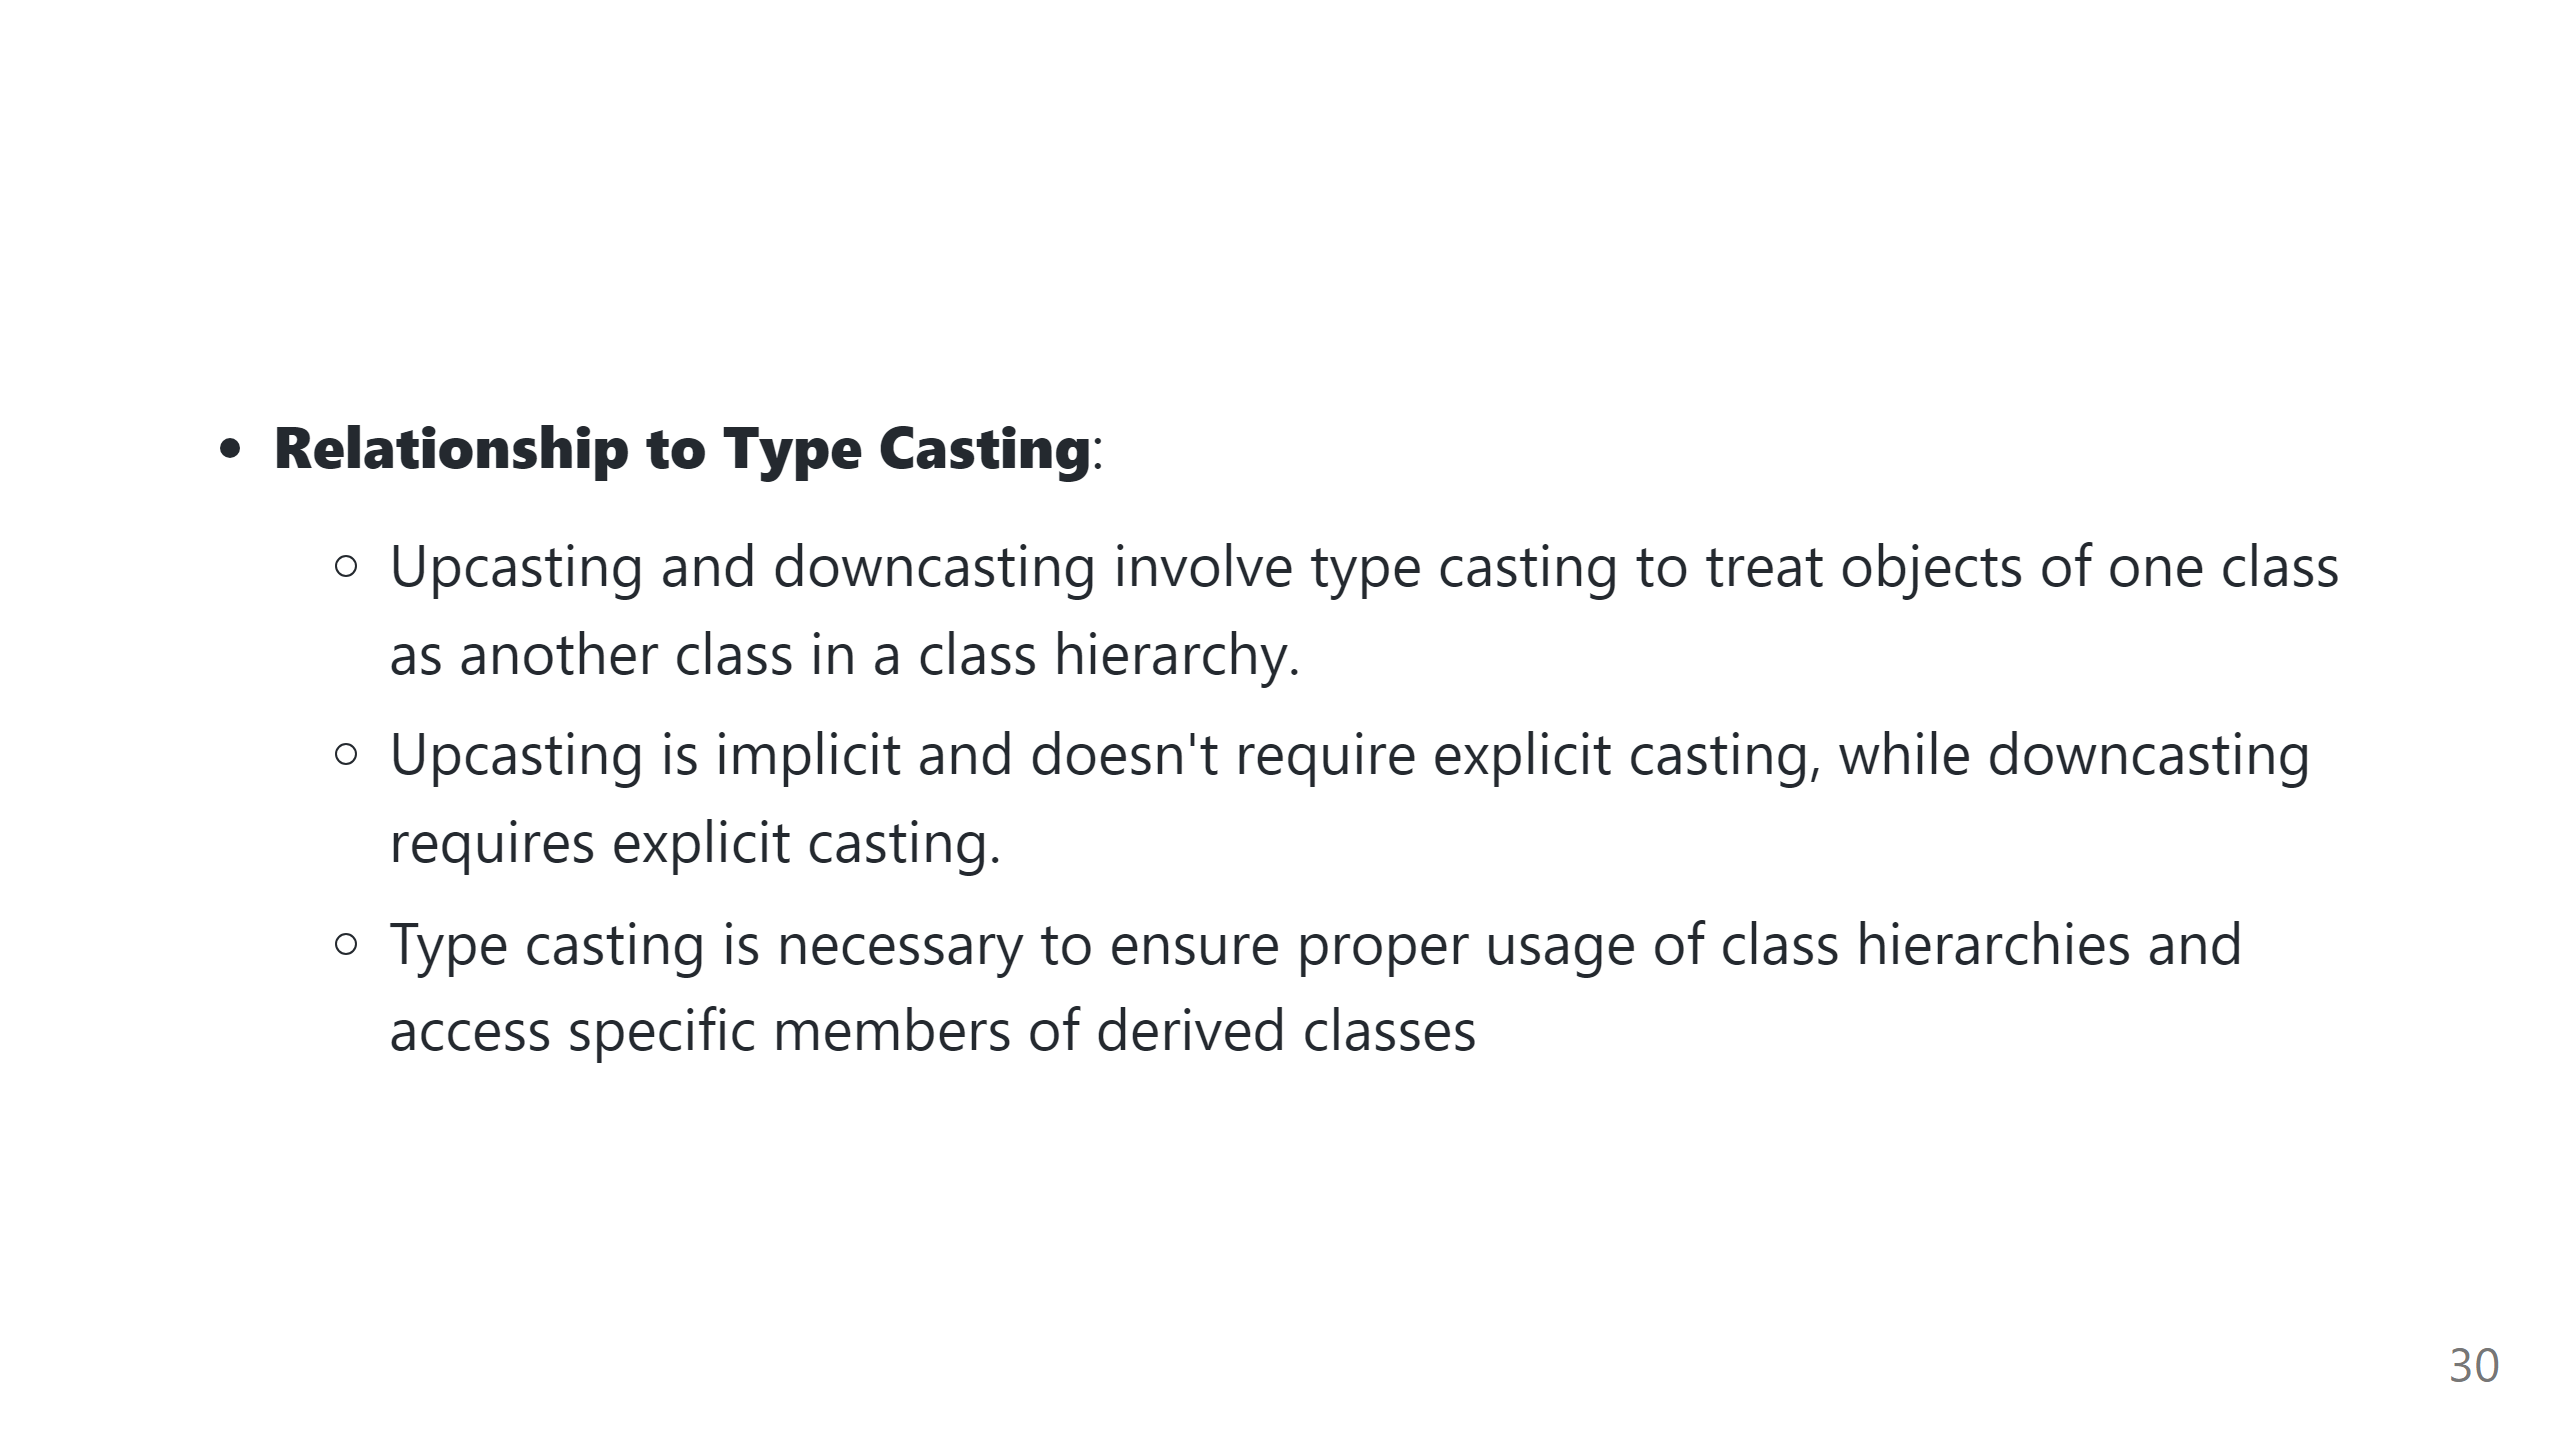 • Relationship to Type Casting:
○ Upcasting and downcasting involve type casting to treat objects of one class
as another class in a class hierarchy.
○ Upcasting is implicit and doesn't require explicit casting, while downcasting
requires explicit casting.
○ Type casting is necessary to ensure proper usage of class hierarchies and
access specific members of derived classes
30